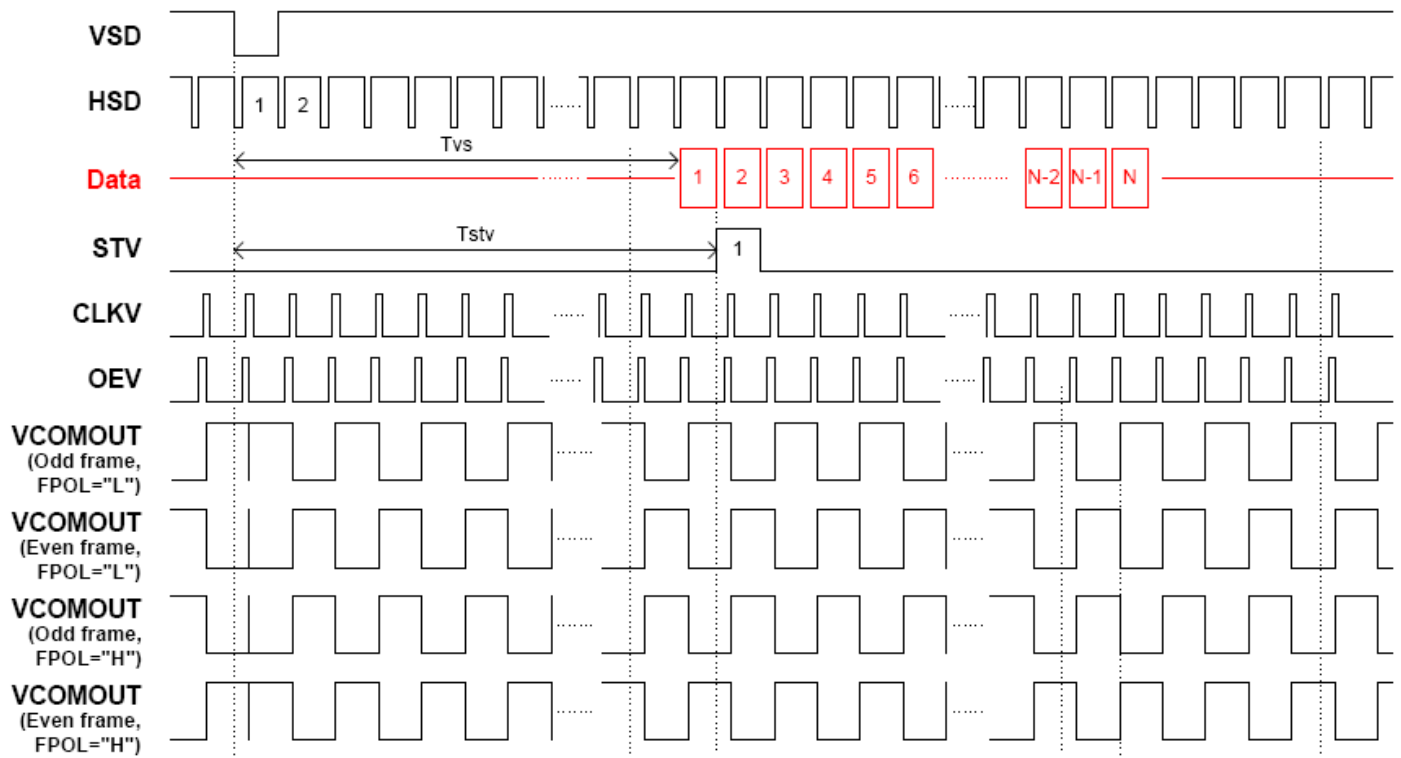 VSD
HSD
1 2
......
......
Tvs
Data
......
1 2 3 4 5 6
............
N-2 N-1 N
Tstv
STV
1
CLKV
......
......
OEV
......
......
VCOMOUT
(Odd frame,
FPOL="L")
......
......
VCOMOUT
(Even frame,
FPOL="L")
......
......
VCOMOUT
(Odd frame,
FPOL="H")
......
......
VCOMOUT
(Even frame,
FPOL="H")
......
......